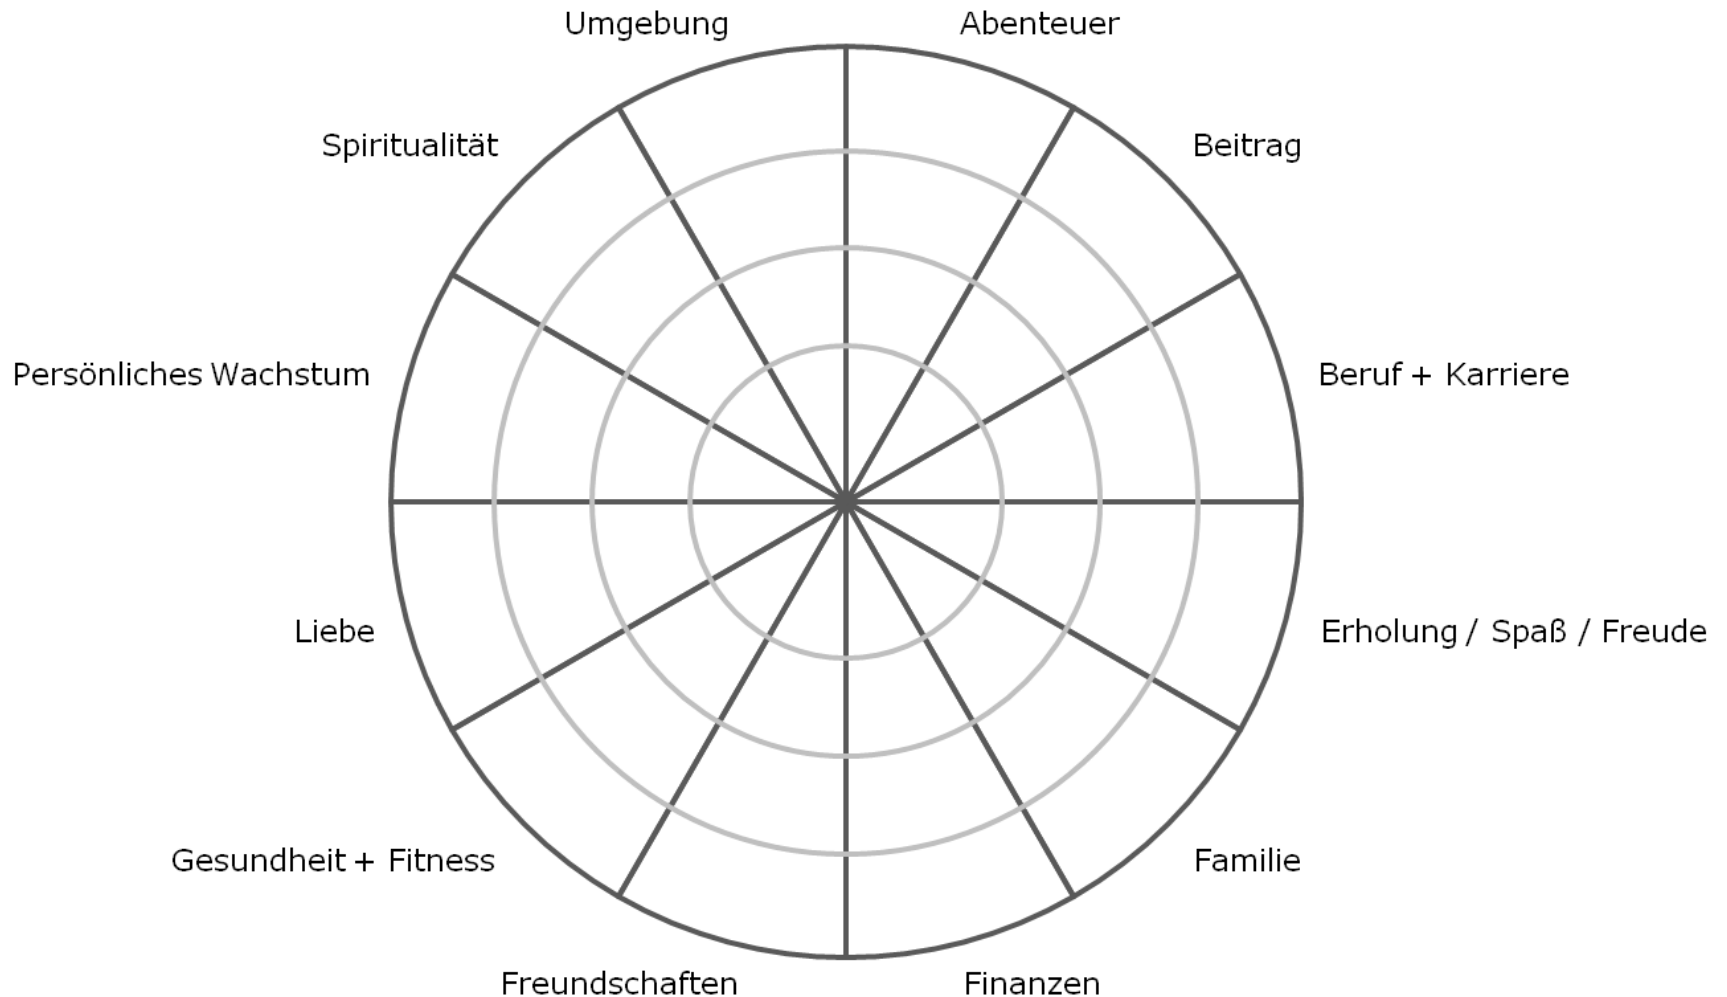 Umgebung
Abenteuer
Spiritualität
Beitrag
Persönliches Wachstum
Beruf + Karriere
Liebe
Erholung / Spaß / Freude
Gesundheit + Fitness
Familie
Freundschaften
Finanzen